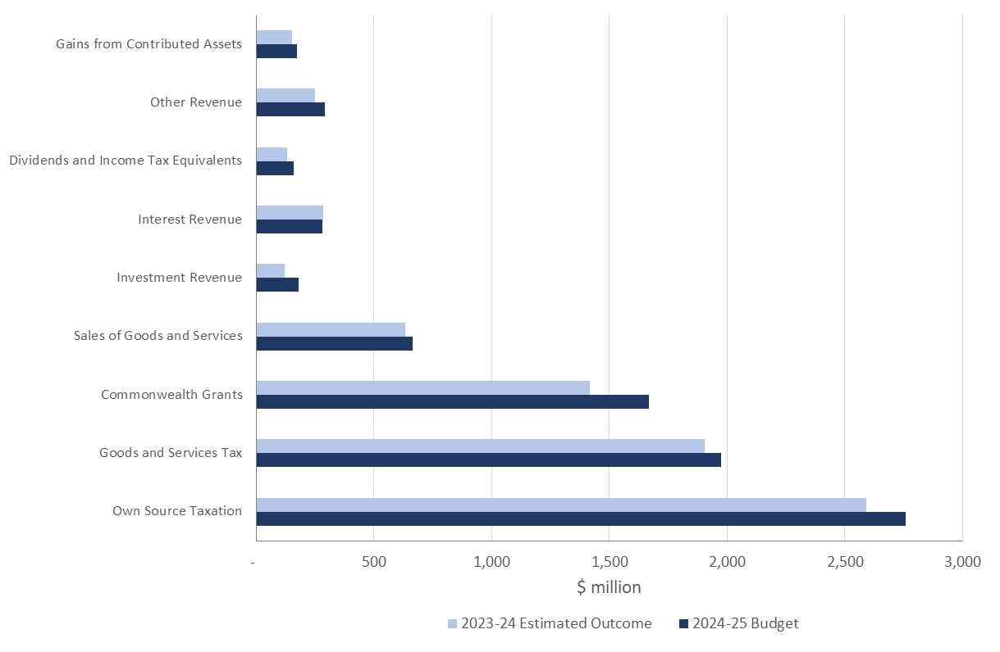 Gains from Contributed Assets
Other Revenue
Dividends and Income Tax Equivalents
Interest Revenue
Investment Revenue
Sales of Goods and Services
Commonwealth Grants
Goods and Services Tax
Own Source Taxation
- 500 1,000 1,500 2,000 2,500 3,000
$ million
2023-24 Estimated Outcome 2024-25 Budget